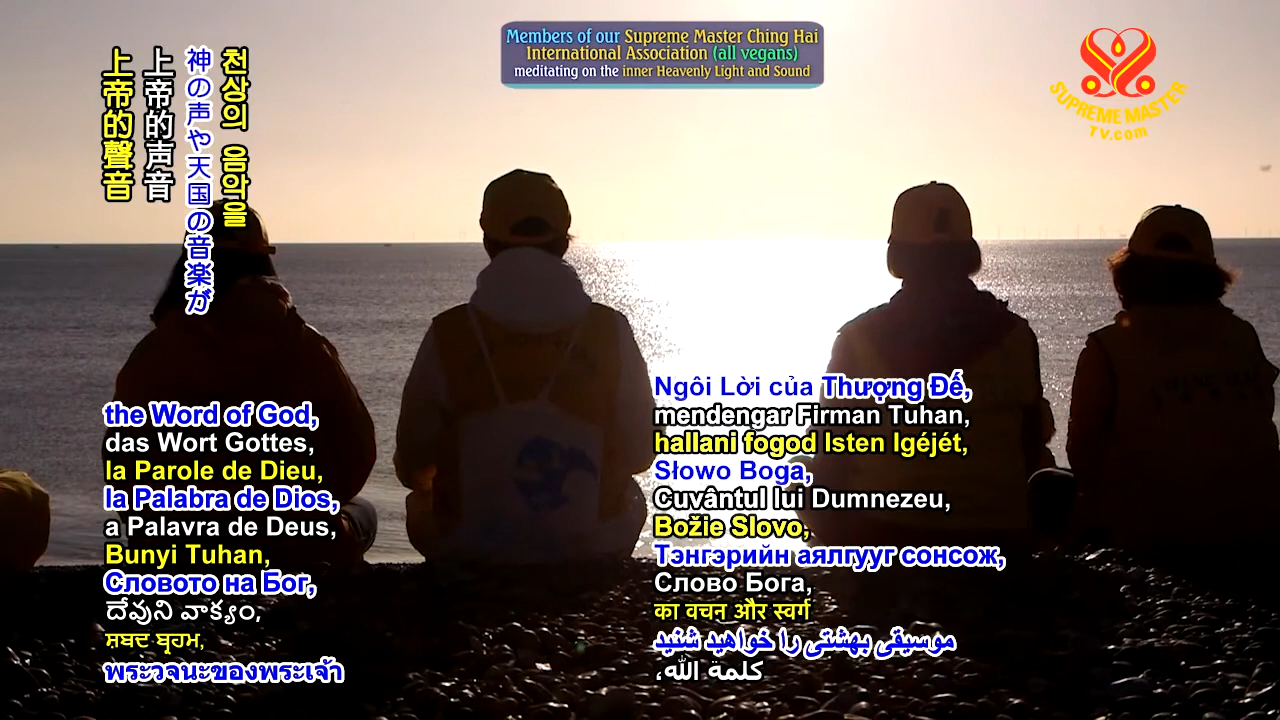 Members of our Supreme Master Ching Hai
International Association (all vegans)
meditating on the inner Heavenly Light and Sound
SUPREME MASTER
TV.com
上帝的聲音
上帝的声音
神の声や天国の音楽が
천상의 음악을
the Word of God,
das Wort Gottes,
la Parole de Dieu,
la Palabra de Dios,
a Palavra de Deus,
Bunyi Tuhan,
Словото на Бог,
దేవుని వాక్యం,
ਸ਼ਬਦ ਬ੍ਰਹਮ,
พระวจนะของพระเจ้า
Ngôi Lời của Thượng Đế,
mendengar Firman Tuhan,
hallani fogod Isten Igéjét,
Słowo Boga,
Cuvântul lui Dumnezeu,
Božie Slovo,
Тэнгэрийн аялгууг сонсож,
Слово Бога,
का वचन और स्वर्ग
موسیقی بهشتی را خواهید شنید
كلمة الله،